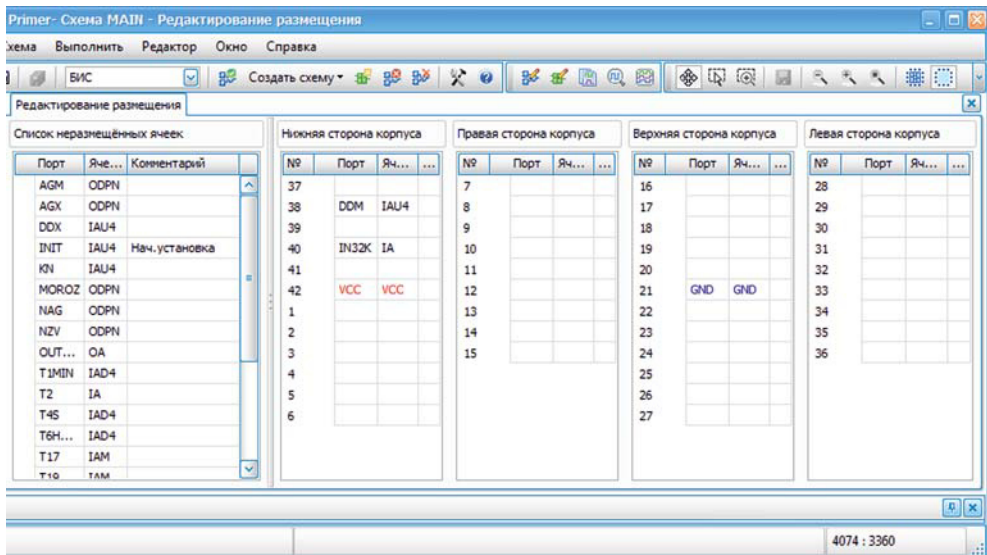 Primer- Схема MAIN - Редактирование размещения
Схема Выполнить Редактор Окно Справка
БИС Создать схему
Редактирование размещения
Список неразмещённых ячеек Нижняя сторона корпуса Правая сторона корпуса Верхняя сторона корпуса Левая сторона корпуса
Порт Яче... Комментарий № Порт Яч... ... № Порт Яч... ... № Порт Яч... ... № Порт Яч... ...
AGM ODPN 37 7 16 28
AGX ODPN 38 DDM IAU4 8 17 29
DDX IAU4 39 9 18 30
INIT IAU4 Нач.установка 40 IN32K IA 10 19 31
KN IAU4 41 11 20 32
MOROZ ODPN 42 VCC VCC 12 21 GND GND 33
NAG ODPN 1 13 22 34
NZV ODPN 2 14 23 35
OUT... OA 3 15 24 36
T1MIN IAD4 4 25
T2 IA 5 26
T4S IAD4 6 27
T6H... IAD4
T17 IAM
T19 IAM
4074 : 3360